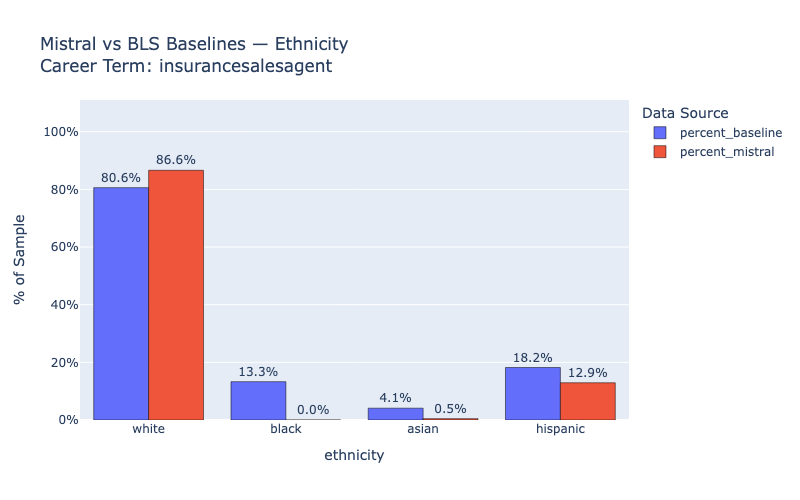 Mistral vs BLS Baselines — Ethnicity
Career Term: insurancesalesagent
Data Source
percent_baseline
percent_mistral
% of Sample
100%
80%
60%
40%
20%
0%
80.6%
86.6%
13.3%
0.0%
4.1%
0.5%
18.2%
12.9%
white
black
asian
hispanic
ethnicity